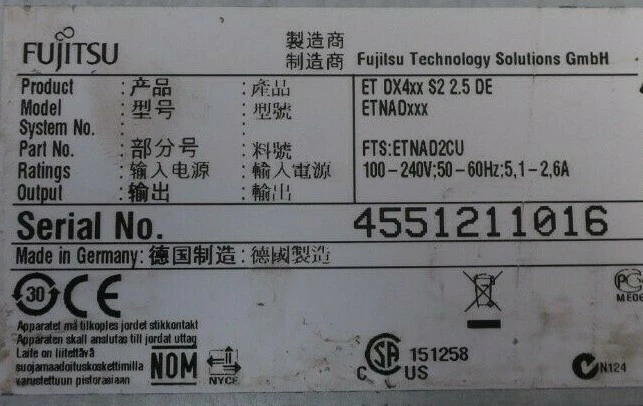 FUJITSU
製造商
制造商 Fujitsu Technology Solutions GmbH
Product :产品 :產品 ET DX4xx S2 2.5 DE
Model :型号 :型號 ETNADxxx
System No. : :
Part No. :部分号 :料號 FTS:ETNAD2CU
Ratings :输入电源 :輸入電源 100-240V;50-60Hz;5,1-2,6A
Output :输出 :輸出
Serial No. 4551211016
Made in Germany:德国制造:德國製造
30 CE
Apparatet må tilkoples jordet stikkontakt
Apparaten skall anslutas till jordat uttag
Laite on liitettävä
suojamaadoituskoskettimilla
varustettuun pistorasiaan
NOM
NYCE
C SA US
151258
N124